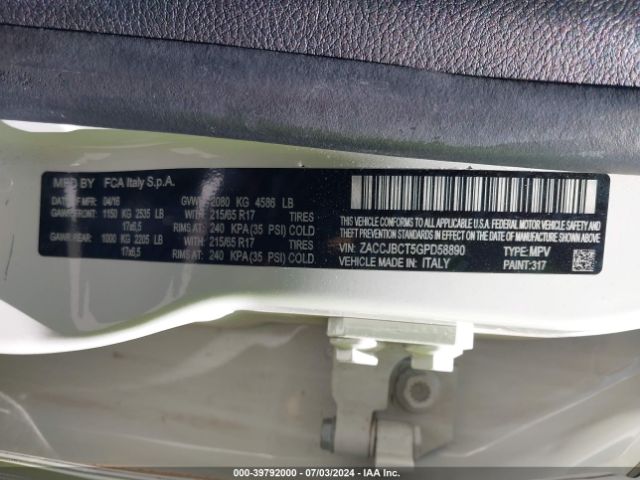 MFD BY FCA Italy S.p.A. GVWR 2080 KG 4586 LB
DATE OF MFR 04/16 WITH 215/65 R17 TIRES
GAWR FRONT: 1150 KG 2535 LB RIMS AT: 240 KPA (35 PSI) COLD
17x6,5 WITH 215/65 R17 TIRES
GAWR REAR: 1000 KG 2205 LB RIMS AT: 240 KPA (35 PSI) COLD
17x6,5
THIS VEHICLE CONFORMS TO ALL APPLICABLE FEDERAL MOTOR VEHICLE SAFETY AND
THEFT PREVENTION STANDARDS IN EFFECT ON THE DATE OF MANUFACTURE SHOWN ABOVE
VIN: ZACCJBCT5GPD58890 TYPE: MPV
VEHICLE MADE IN: ITALY PAINT: 317
000-39792000 - 07/03/2024 - IAA Inc.